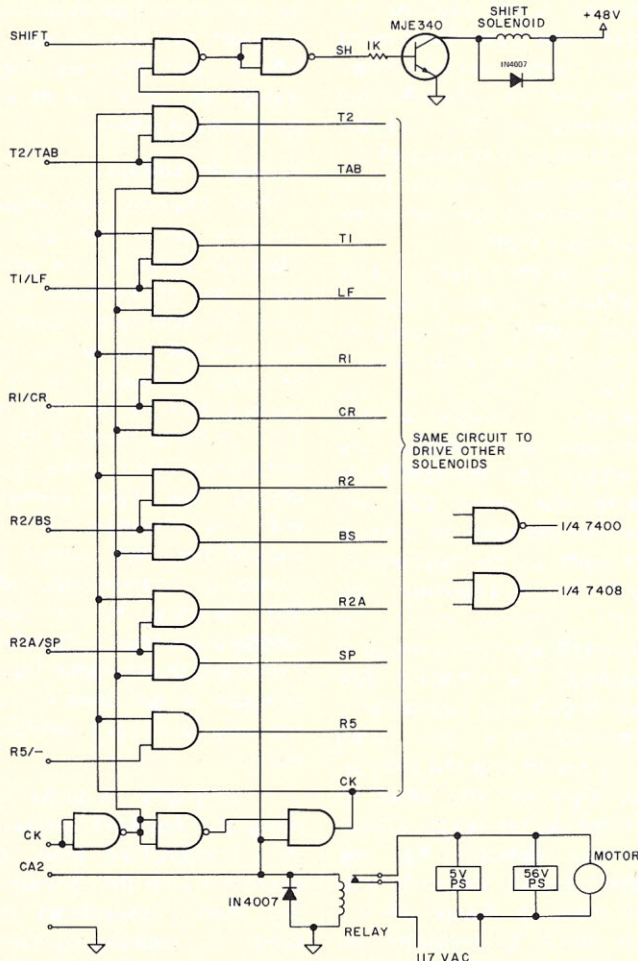 SHIFT
SH
1K
MJE340
SHIFT
SOLENOID
+48V
IN4007
T2/TAB
T2
TAB
T1/LF
T1
LF
R1/CR
R1
CR
SAME CIRCUIT TO
DRIVE OTHER
SOLENOIDS
R2/BS
R2
BS
1/4 7400
1/4 7408
R2A/SP
R2A
SP
R5/–
R5
CK
CK
CA2
IN4007
RELAY
5V
PS
56V
PS
MOTOR
117 VAC